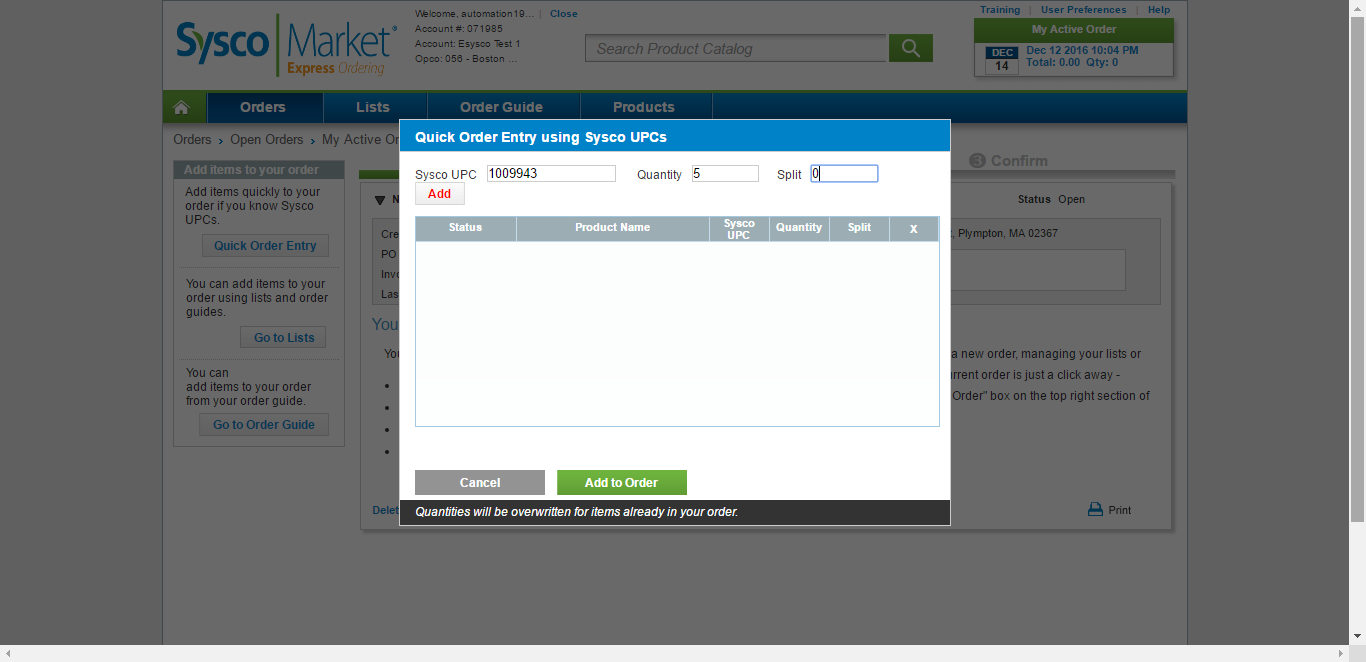 Sysco Market Express Ordering
Welcome, automation19... | Close
Account #: 071985
Account: Esysco Test 1
Opco: 056 - Boston ...
Search Product Catalog
Training | User Preferences | Help
My Active Order
DEC 14
Dec 12 2016 10:04 PM
Total: 0.00 Qty: 0
Orders Lists Order Guide Products
Orders › Open Orders › My Active Or
3 Confirm
Add items to your order
Add items quickly to your
order if you know Sysco
UPCs.
Quick Order Entry
You can add items to your
order using lists and order
guides.
Go to Lists
You can
add items to your order
from your order guide.
Go to Order Guide
Quick Order Entry using Sysco UPCs
Sysco UPC 1009943 Quantity 5 Split 0
Add
Status Product Name Sysco UPC Quantity Split X
Cancel Add to Order
Quantities will be overwritten for items already in your order.
N
Status Open
Cre
, Plympton, MA 02367
PO
Invo
Las
You
You
a new order, managing your lists or
rrent order is just a click away -
Order" box on the top right section of
Delet
Print